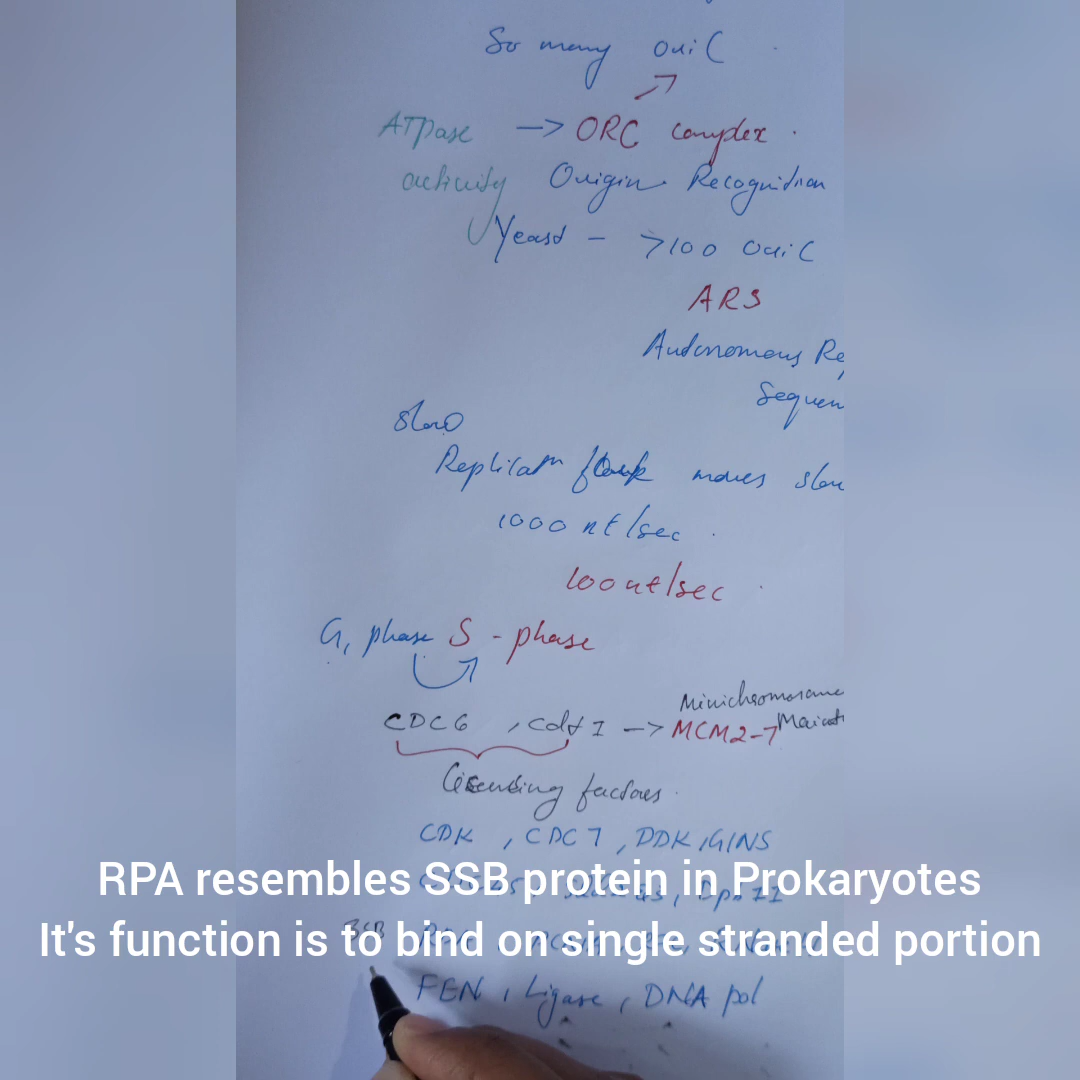 So many OriC
ATPase -> ORC complex.
activity Origin Recognition
Yeast - >100 OriC
ARS
Autonomous Re
Sequen
slow
Replicatn fork moves slow
1000 nt/sec.
100 nt/sec.
G1 phase S - phase
Minichromosome
CDC6, cdt I -> MCM2-7 Maint
licensing factors.
CDK, CDC7, DDK, GINS
RPA resembles SSB protein in Prokaryotes
It's function is to bind on single stranded portion
FEN, Ligase, DNA pol